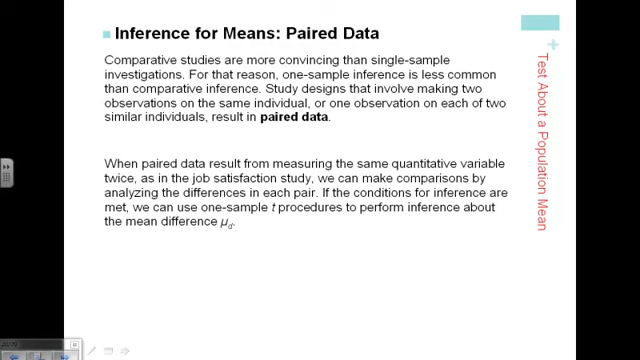 Inference for Means: Paired Data
Comparative studies are more convincing than single-sample
investigations. For that reason, one-sample inference is less common
than comparative inference. Study designs that involve making two
observations on the same individual, or one observation on each of two
similar individuals, result in paired data.
When paired data result from measuring the same quantitative variable
twice, as in the job satisfaction study, we can make comparisons by
analyzing the differences in each pair. If the conditions for inference are
met, we can use one-sample t procedures to perform inference about
the mean difference µd.
+
Test About a Population Mean